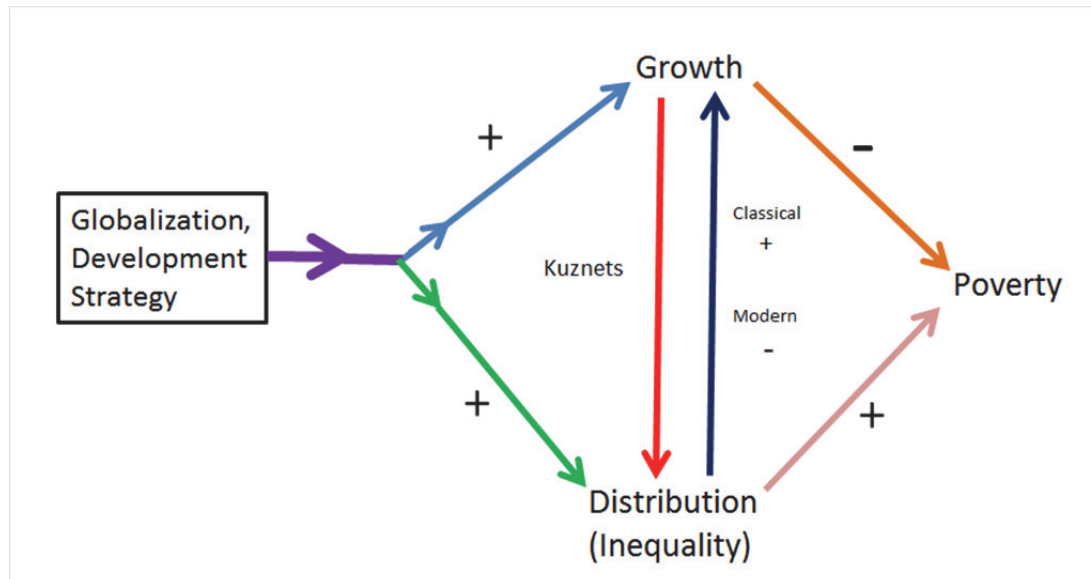 Growth
+
-
Globalization,
Development
Strategy
Classical
+
Kuznets
Poverty
Modern
-
+
+
Distribution
(Inequality)